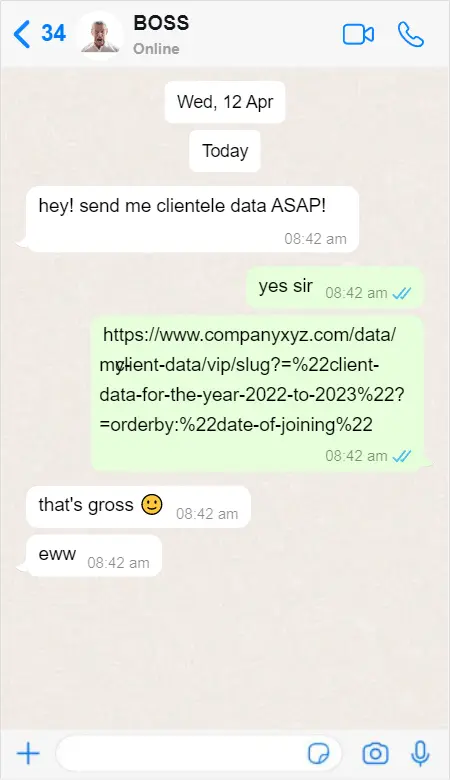 34
BOSS
Online
Wed, 12 Apr
Today
hey! send me clientele data ASAP!
08:42 am
yes sir 08:42 am
https://www.companyxyz.com/data/
client-data/vip/slug?=%22client-
data-for-the-year-2022-to-2023%22?
=orderby:%22date-of-joining%22
08:42 am
that's gross 🙂 08:42 am
eww 08:42 am